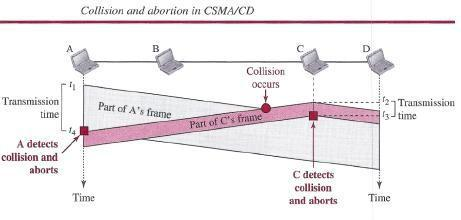 Collision and abortion in CSMA/CD
A
B
C
D
Collision
occurs
t1
Transmission
time
t4
Part of A's frame
Part of C's frame
t2
Transmission
t3
time
A detects
collision and
aborts
C detects
collision
and aborts
Time
Time